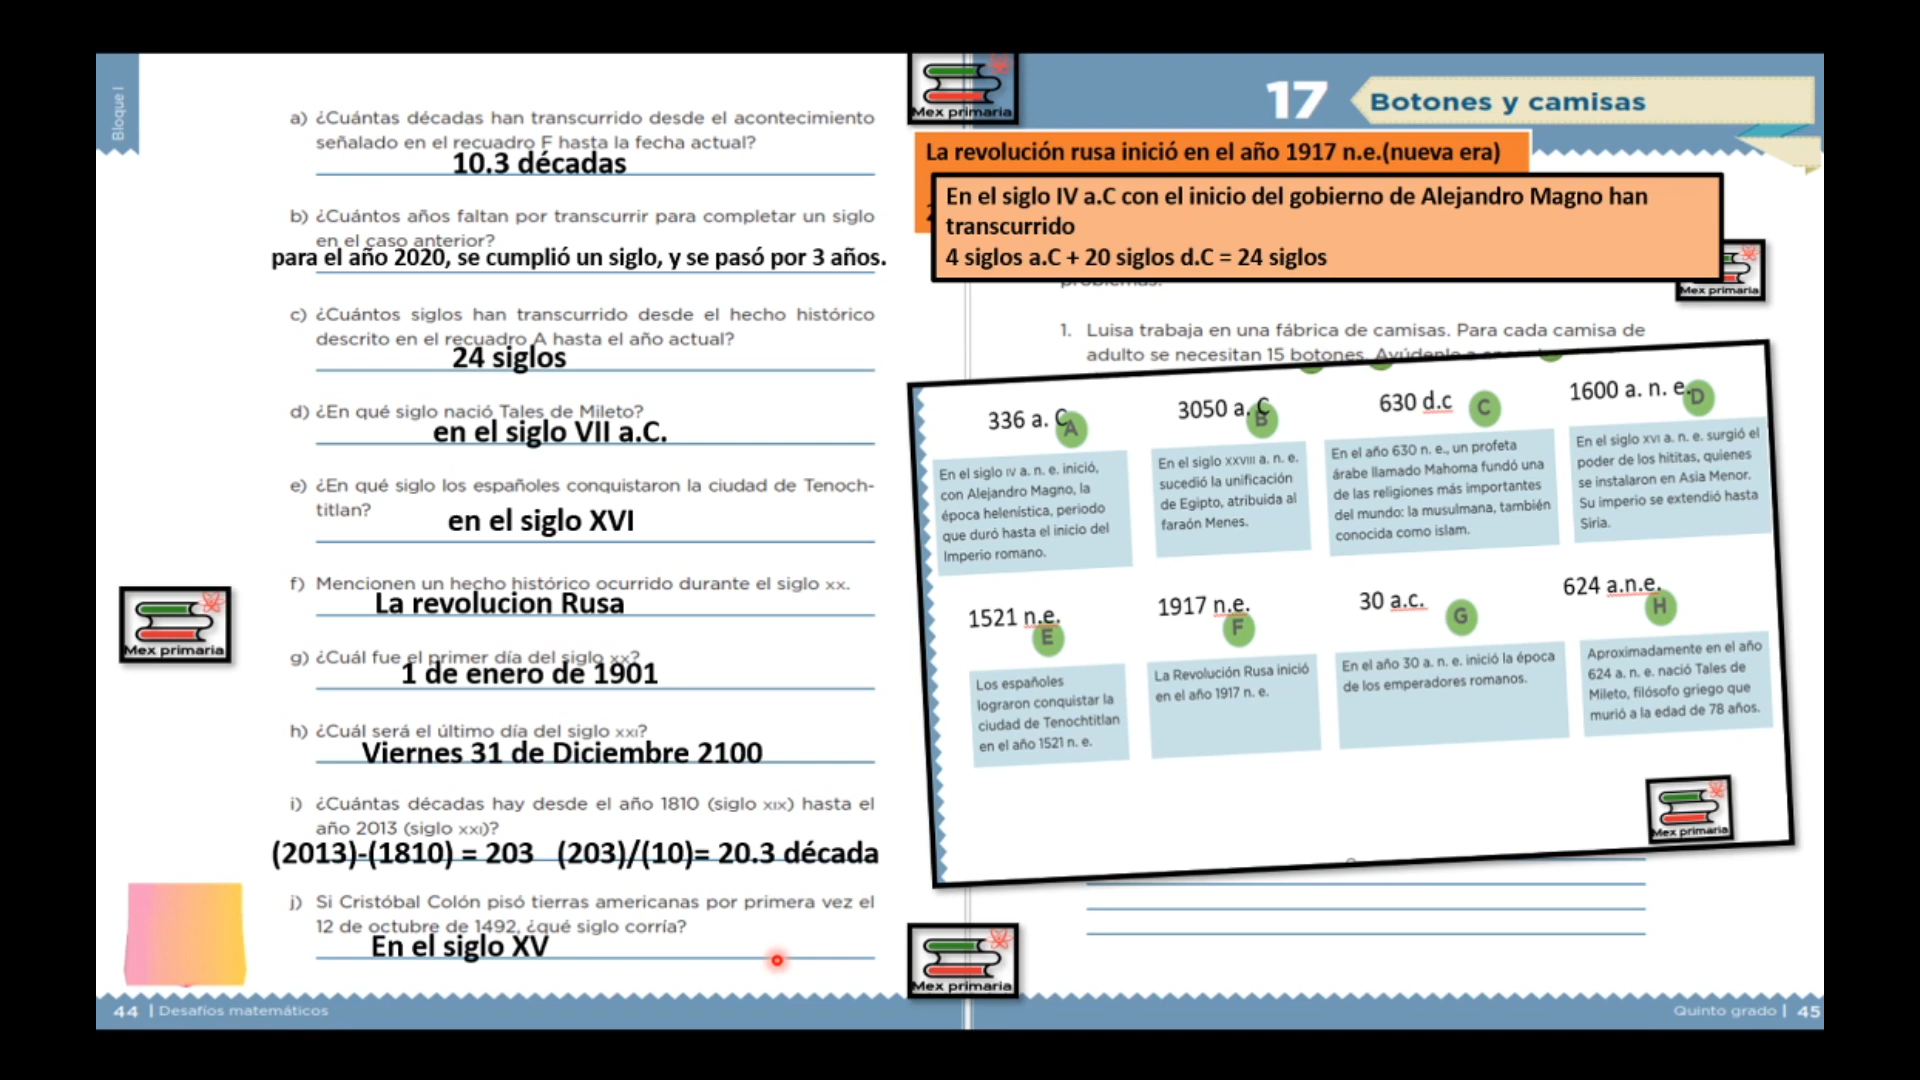 Bloque I
a) ¿Cuántas décadas han transcurrido desde el acontecimiento
señalado en el recuadro F hasta la fecha actual?
10.3 décadas
b) ¿Cuántos años faltan por transcurrir para completar un siglo
en el caso anterior?
para el año 2020, se cumplió un siglo, y se pasó por 3 años.
c) ¿Cuántos siglos han transcurrido desde el hecho histórico
descrito en el recuadro A hasta el año actual?
24 siglos
d) ¿En qué siglo nació Tales de Mileto?
en el siglo VII a.C.
e) ¿En qué siglo los españoles conquistaron la ciudad de Tenoch-
titlan?
en el siglo XVI
f) Mencionen un hecho histórico ocurrido durante el siglo XX.
La revolucion Rusa
g) ¿Cuál fue el primer día del siglo XX?
1 de enero de 1901
h) ¿Cuál será el último día del siglo XXI?
Viernes 31 de Diciembre 2100
i) ¿Cuántas décadas hay desde el año 1810 (siglo XIX) hasta el
año 2013 (siglo XXI)?
(2013)-(1810) = 203 (203)/(10)= 20.3 década
j) Si Cristóbal Colón pisó tierras americanas por primera vez el
12 de octubre de 1492, ¿qué siglo corría?
En el siglo XV
Mex primaria
44 | Desafíos matemáticos
Mex primaria
17 Botones y camisas
La revolución rusa inició en el año 1917 n.e.(nueva era)
En el siglo IV a.C con el inicio del gobierno de Alejandro Magno han
transcurrido
4 siglos a.C + 20 siglos d.C = 24 siglos
Mex primaria
problemas.
1. Luisa trabaja en una fábrica de camisas. Para cada camisa de
adulto se necesitan 15 botones.
336 a. C
A
En el siglo IV a. n. e. inició,
con Alejandro Magno, la
época helenística, periodo
que duró hasta el inicio del
Imperio romano.
3050 a. C
B
En el siglo XXVIII a. n. e.
sucedió la unificación
de Egipto, atribuida al
faraón Menes.
630 d.c
C
En el año 630 n. e., un profeta
árabe llamado Mahoma fundó una
de las religiones más importantes
del mundo: la musulmana, también
conocida como islam.
1600 a. n. e.
D
En el siglo XVI a. n. e. surgió el
poder de los hititas, quienes
se instalaron en Asia Menor.
Su imperio se extendió hasta
Siria.
1521 n.e.
E
Los españoles
lograron conquistar la
ciudad de Tenochtitlan
en el año 1521 n. e.
1917 n.e.
F
La Revolución Rusa inició
en el año 1917 n. e.
30 a.c.
G
En el año 30 a. n. e. inició la época
de los emperadores romanos.
624 a.n.e.
H
Aproximadamente en el año
624 a. n. e. nació Tales de
Mileto, filósofo griego que
murió a la edad de 78 años.
Mex primaria
Mex primaria
Quinto grado | 45